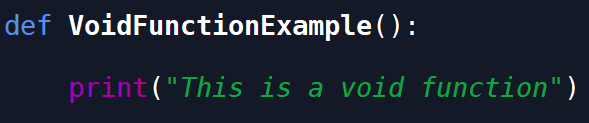 def VoidFunctionExample():
    print("This is a void function")